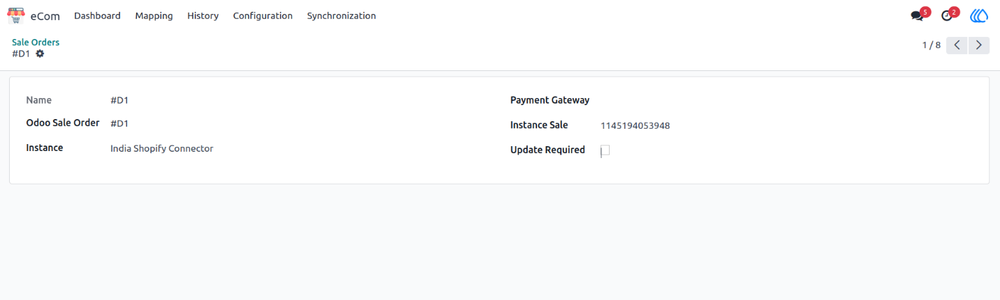 eCom Dashboard Mapping History Configuration Synchronization 5 2
Sale Orders
#D1 1 / 8
Name #D1 Payment Gateway
Odoo Sale Order #D1 Instance Sale 1145194053948
Instance India Shopify Connector Update Required